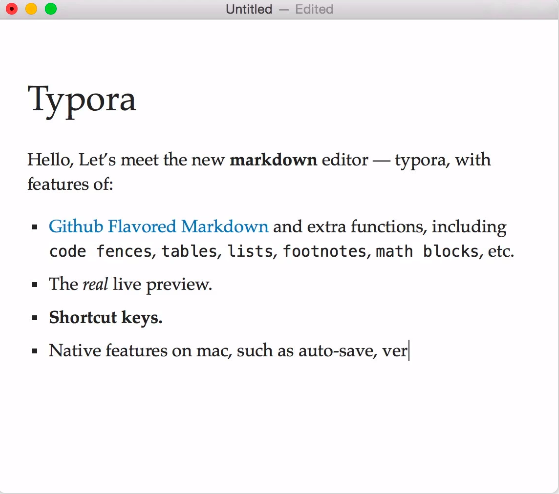 Untitled — Edited
Typora
Hello, Let's meet the new markdown editor — typora, with
features of:
▪ Github Flavored Markdown and extra functions, including
code fences, tables, lists, footnotes, math blocks, etc.
▪ The real live preview.
▪ Shortcut keys.
▪ Native features on mac, such as auto-save, ver